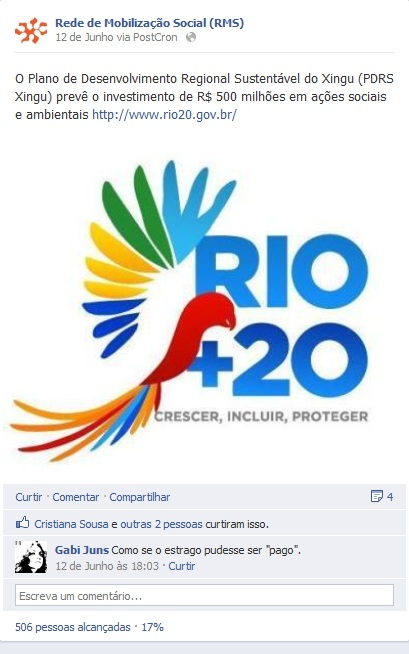 Rede de Mobilização Social (RMS)
12 de Junho via PostCron
O Plano de Desenvolvimento Regional Sustentável do Xingu (PDRS
Xingu) prevê o investimento de R$ 500 milhões em ações sociais
e ambientais http://www.rio20.gov.br/
RIO
+20
CRESCER, INCLUIR, PROTEGER
Curtir · Comentar · Compartilhar 4
Cristiana Sousa e outras 2 pessoas curtiram isso.
Gabi Juns Como se o estrago pudesse ser "pago".
12 de Junho às 18:03 · Curtir
Escreva um comentário...
506 pessoas alcançadas · 17%